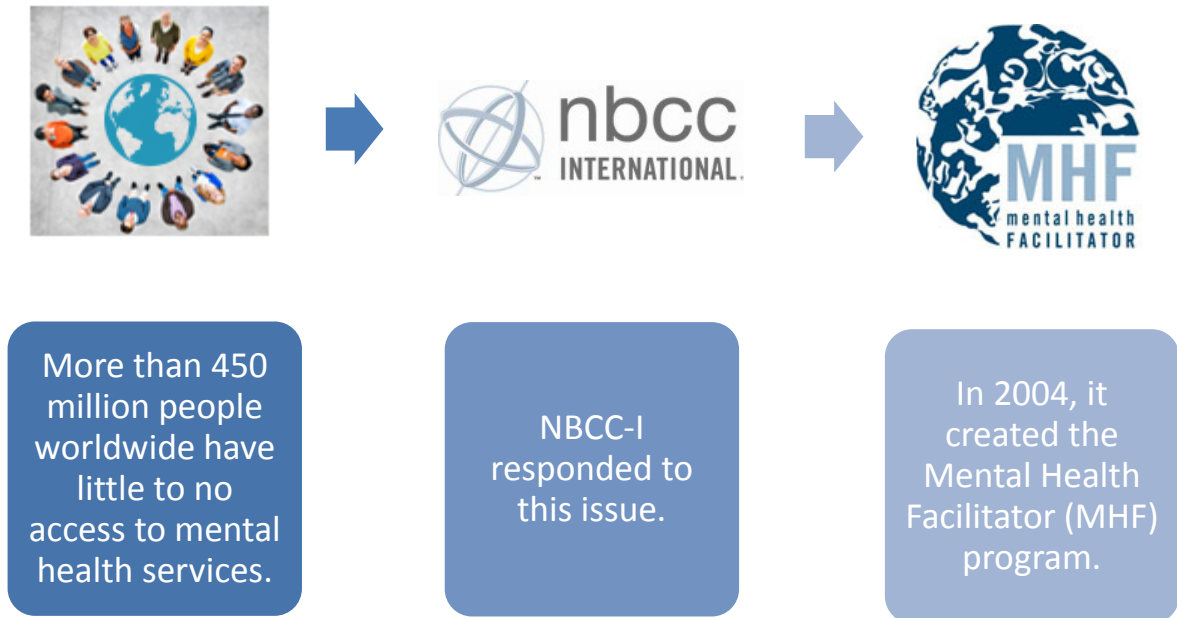 nbcc
INTERNATIONAL.
MHF
mental health
FACILITATOR
More than 450
million people
worldwide have
little to no
access to mental
health services.
NBCC-I
responded to
this issue.
In 2004, it
created the
Mental Health
Facilitator (MHF)
program.